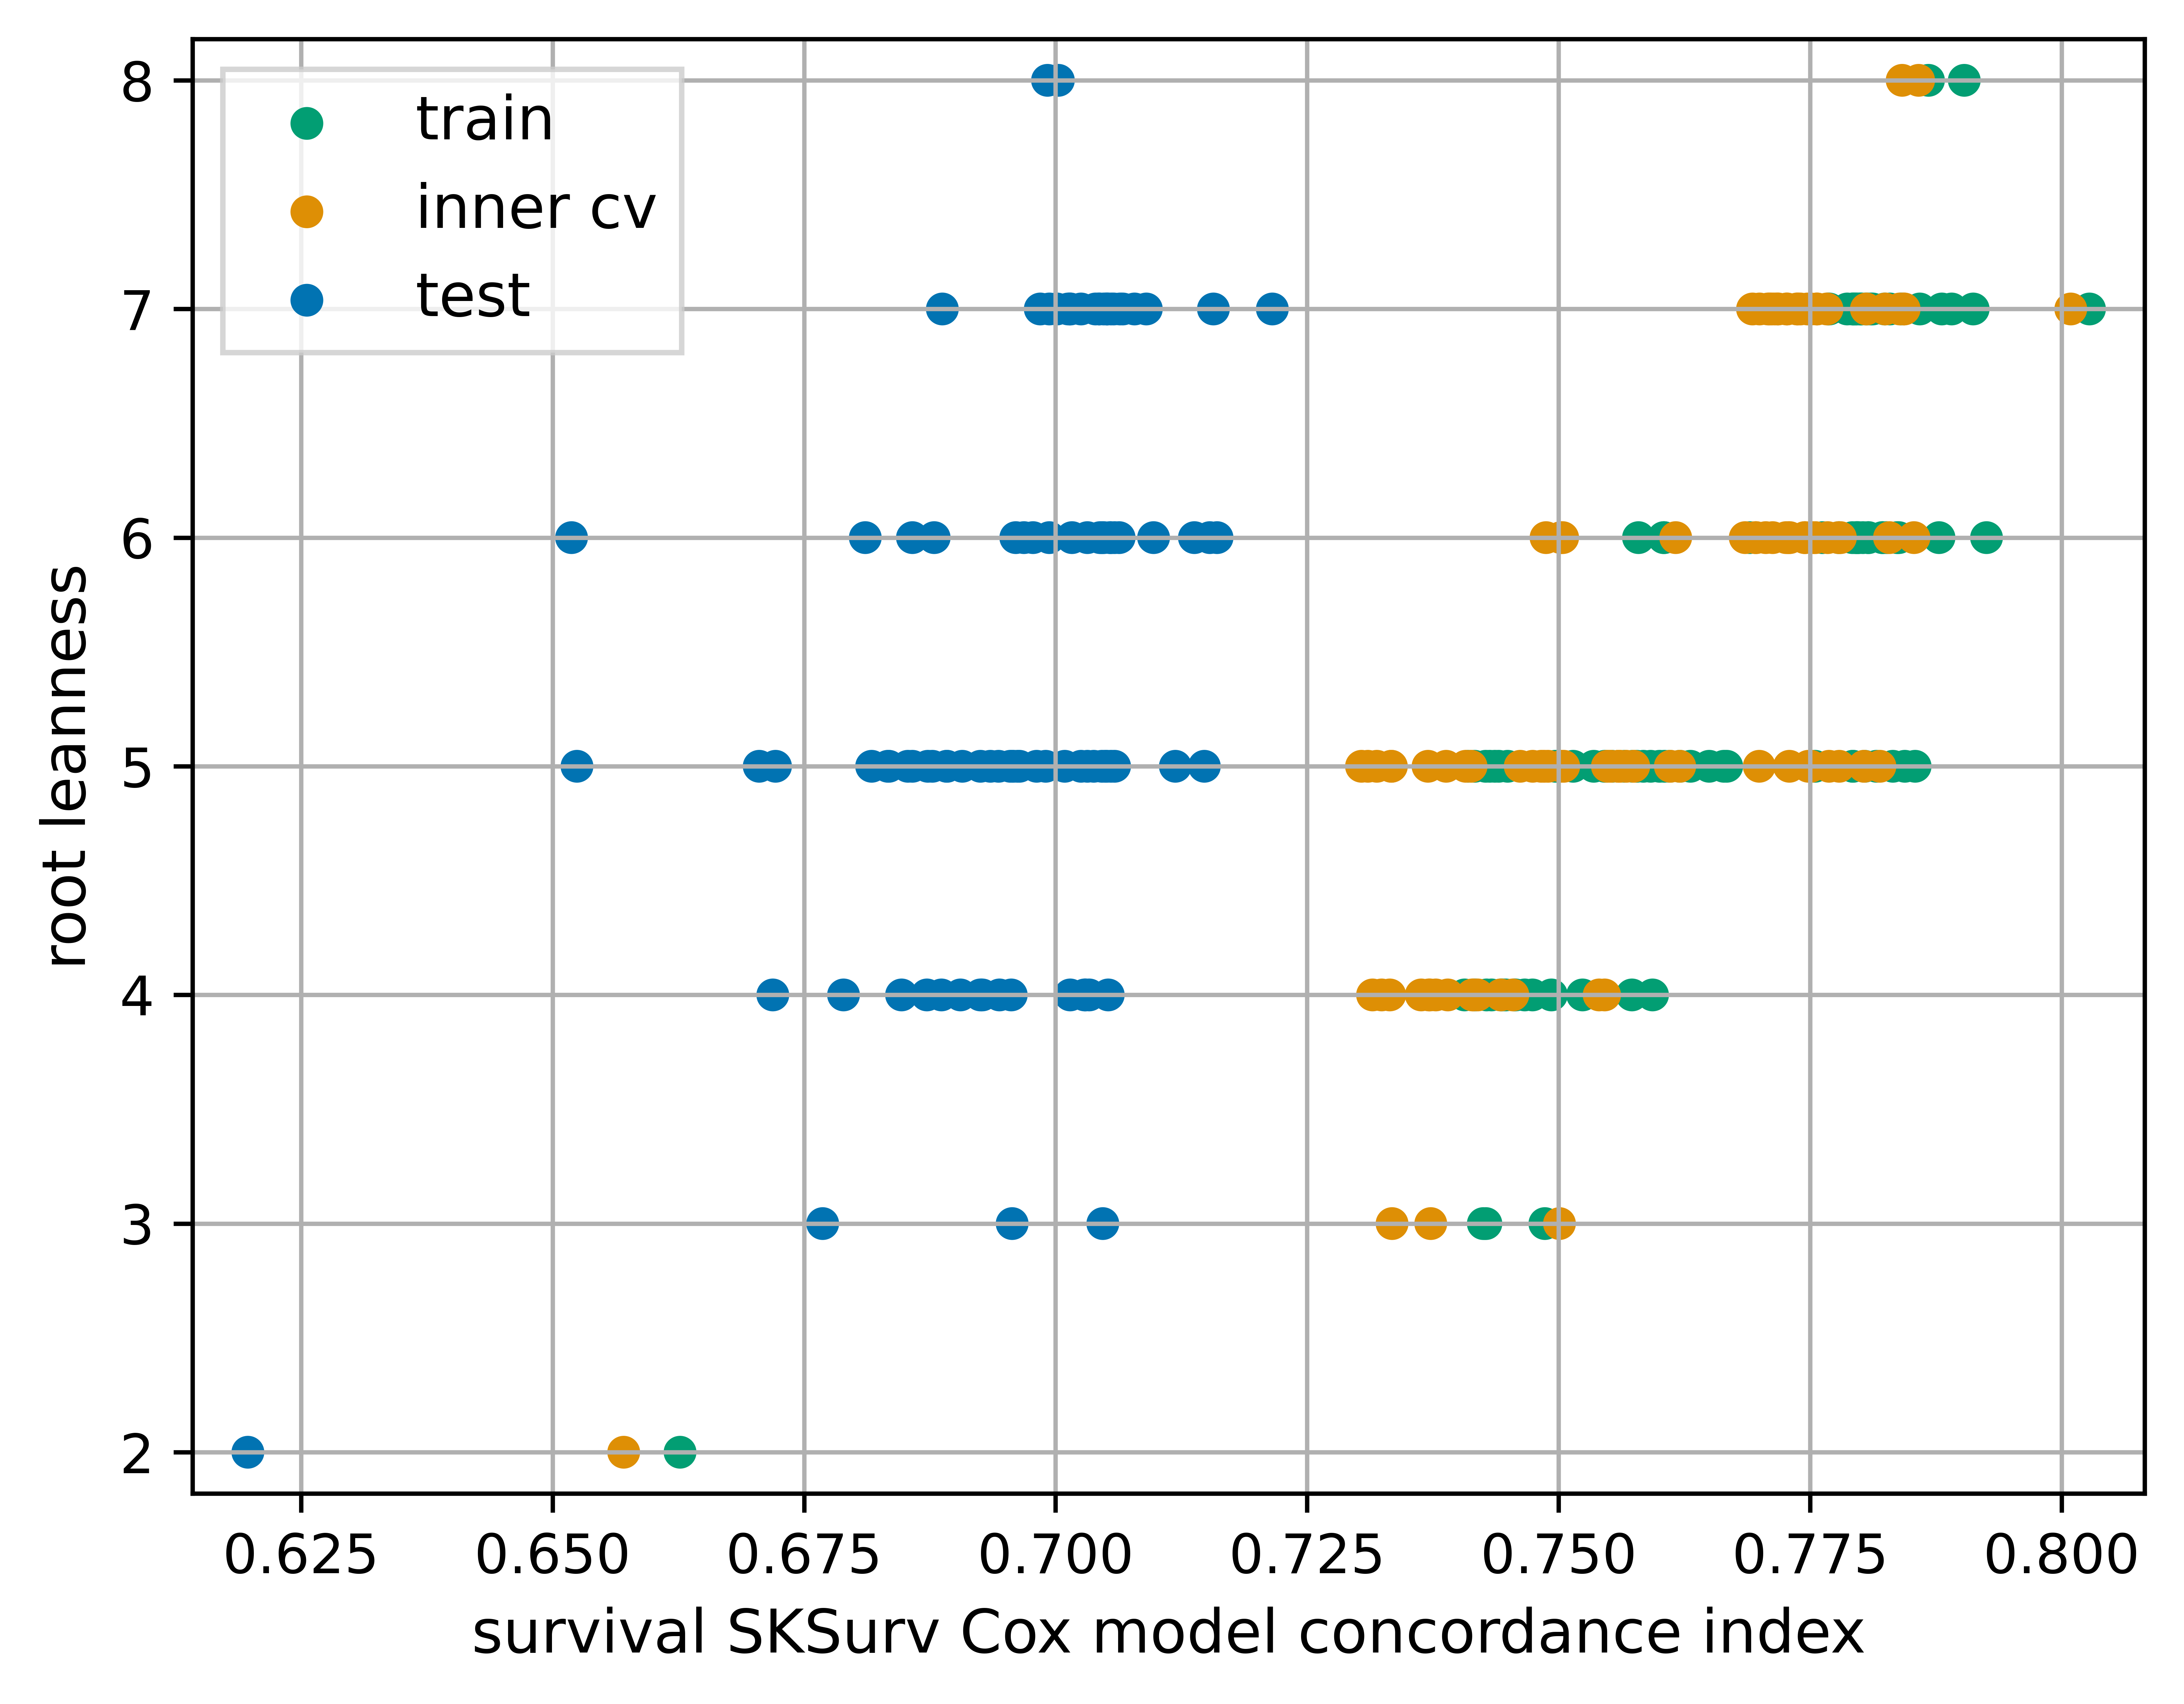 train
inner cv
test
8
7
6
5
4
3
2
root leanness
0.625 0.650 0.675 0.700 0.725 0.750 0.775 0.800
survival SKSurv Cox model concordance index